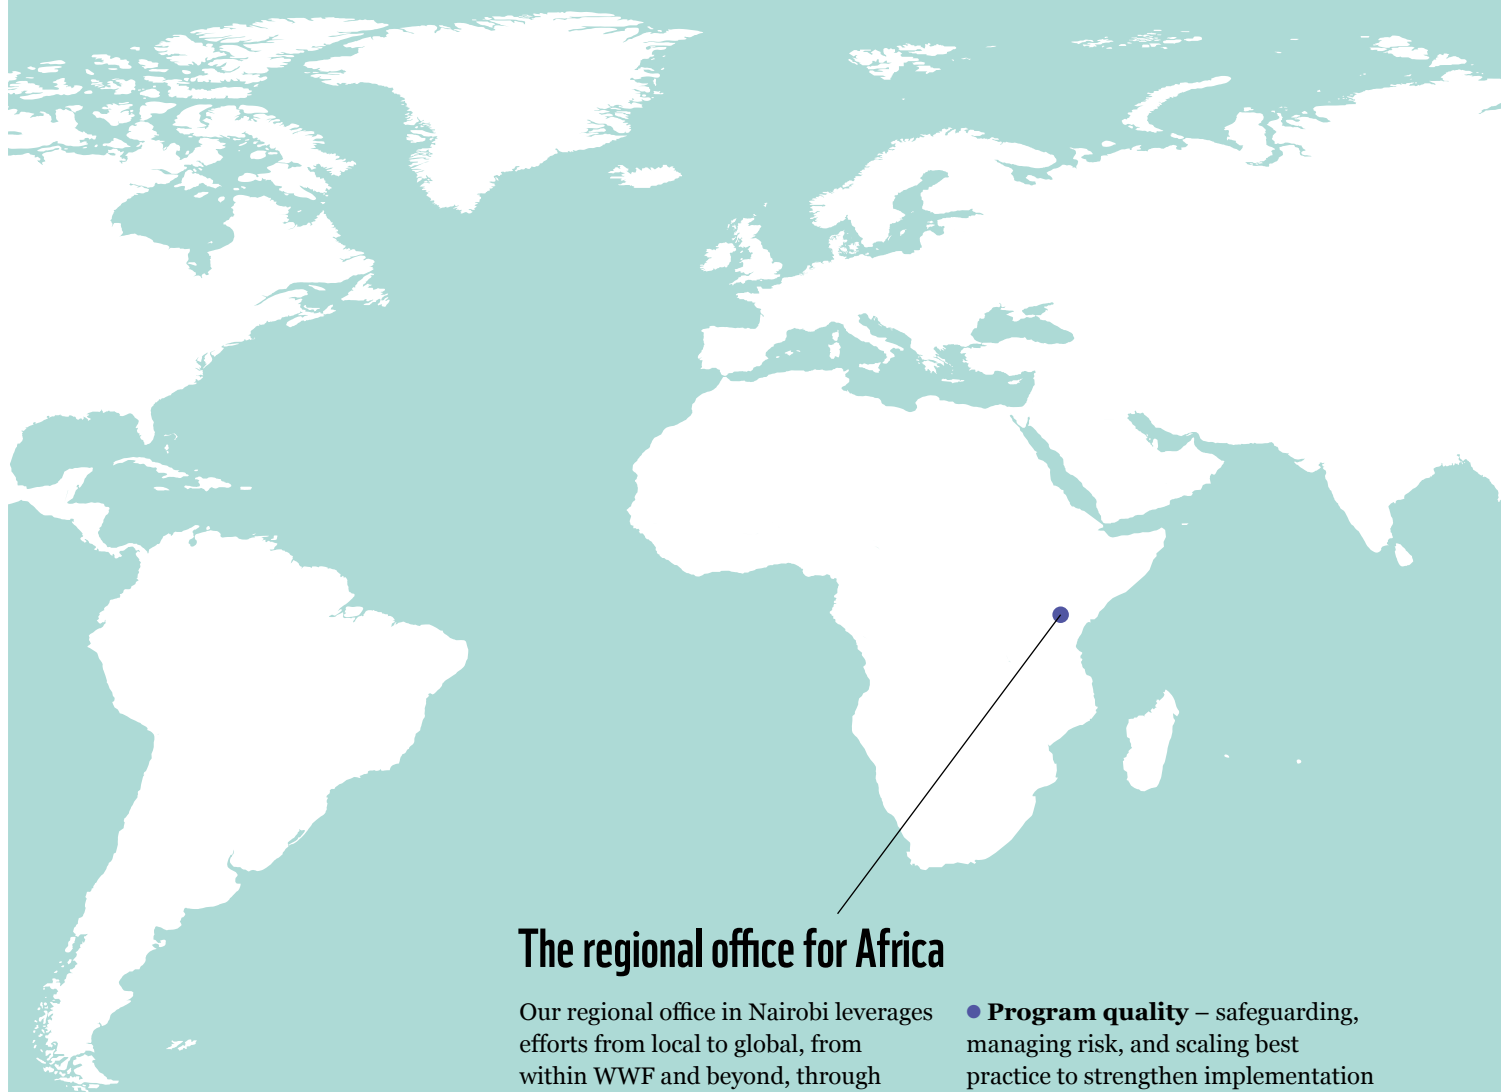 The regional office for Africa
Our regional office in Nairobi leverages
efforts from local to global, from
within WWF and beyond, through
● Program quality – safeguarding,
managing risk, and scaling best
practice to strengthen implementation